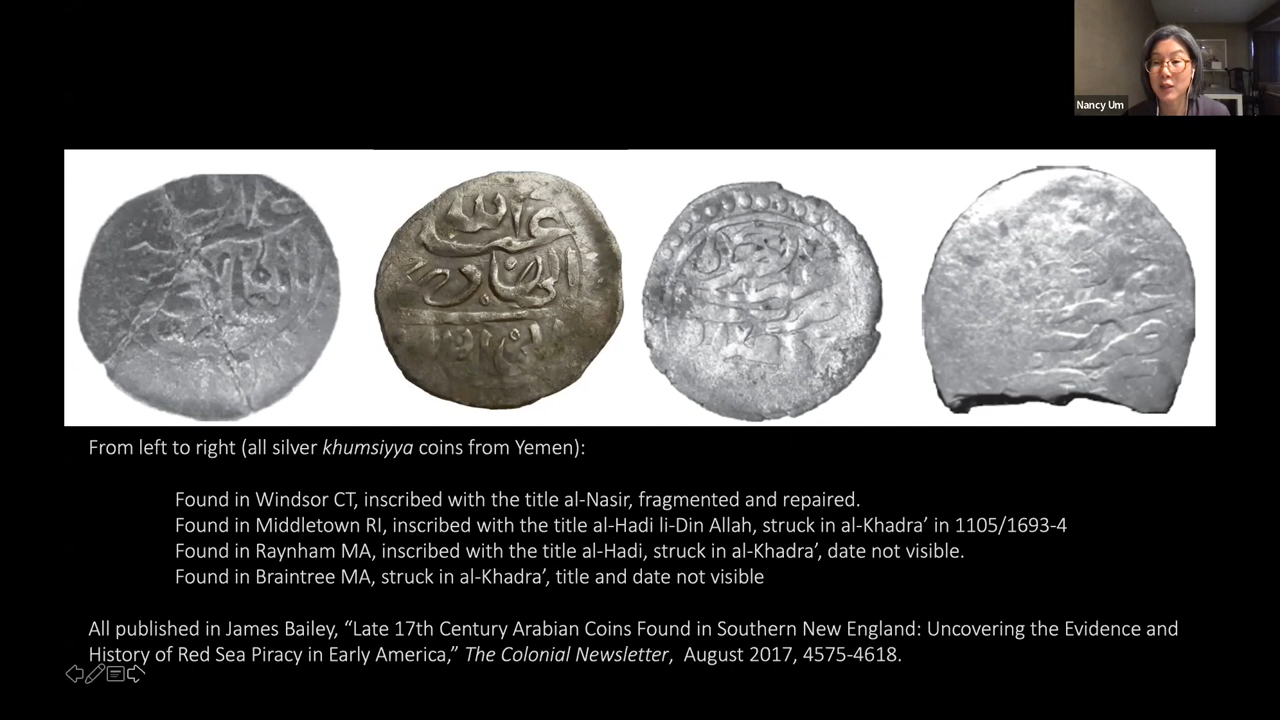 Nancy Um
From left to right (all silver khumsiyya coins from Yemen):
Found in Windsor CT, inscribed with the title al-Nasir, fragmented and repaired.
Found in Middletown RI, inscribed with the title al-Hadi li-Din Allah, struck in al-Khadra’ in 1105/1693-4
Found in Raynham MA, inscribed with the title al-Hadi, struck in al-Khadra’, date not visible.
Found in Braintree MA, struck in al-Khadra’, title and date not visible
All published in James Bailey, “Late 17th Century Arabian Coins Found in Southern New England: Uncovering the Evidence and
History of Red Sea Piracy in Early America,” The Colonial Newsletter, August 2017, 4575-4618.